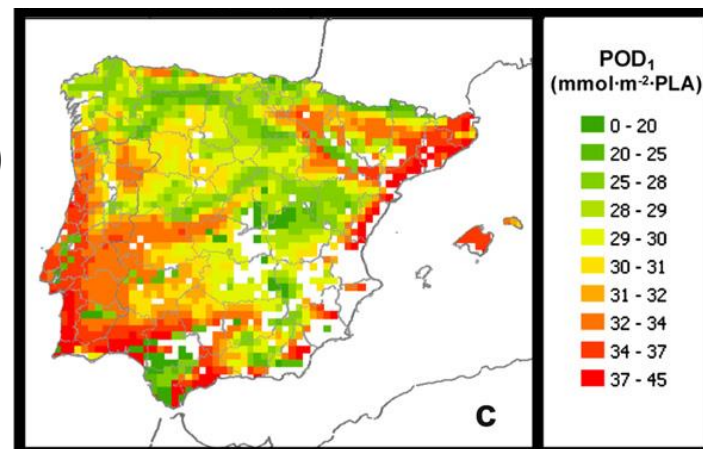 POD₁
(mmol·m⁻²·PLA)
0 - 20
20 - 25
25 - 28
28 - 29
29 - 30
30 - 31
31 - 32
32 - 34
34 - 37
37 - 45
C
)